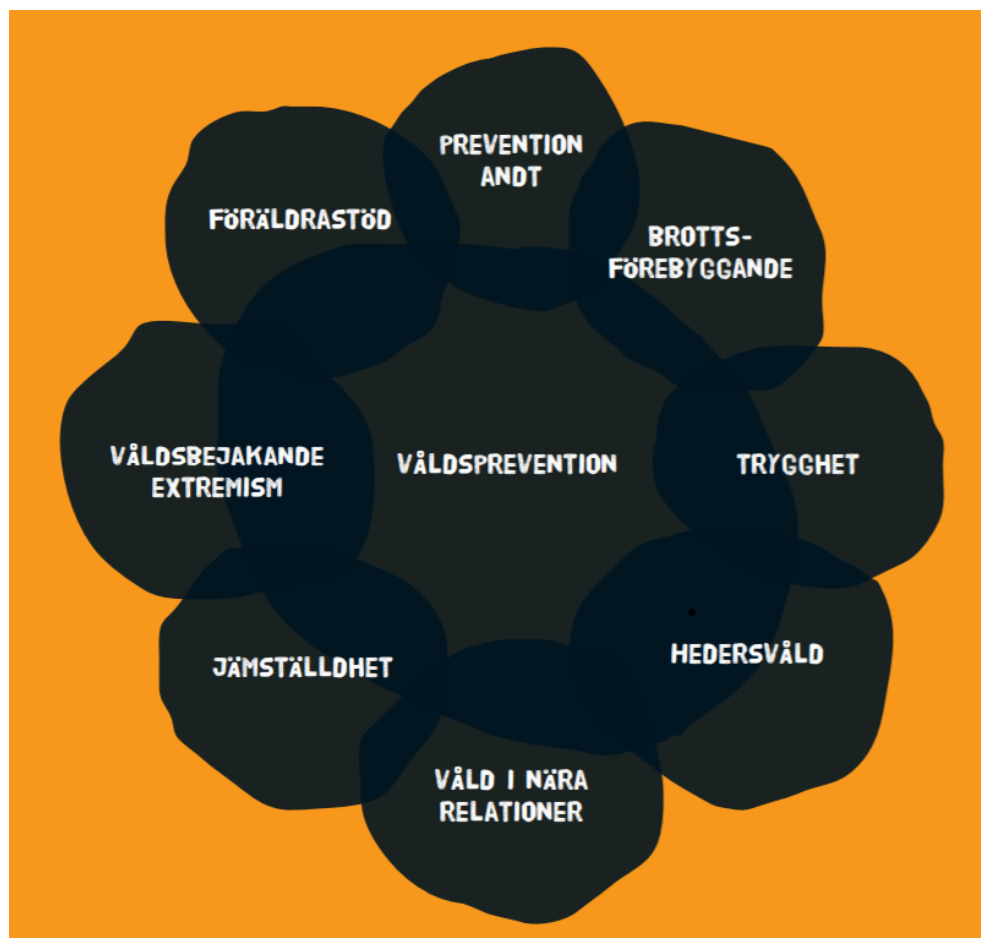 PREVENTION
ANDT
FÖRÄLDRASTÖD
BROTTS-
FÖREBYGGANDE
VÅLDSBEJAKANDE
EXTREMISM
VÅLDSPREVENTION
TRYGGHET
JÄMSTÄLLDHET
HEDERSVÅLD
VÅLD I NÄRA
RELATIONER